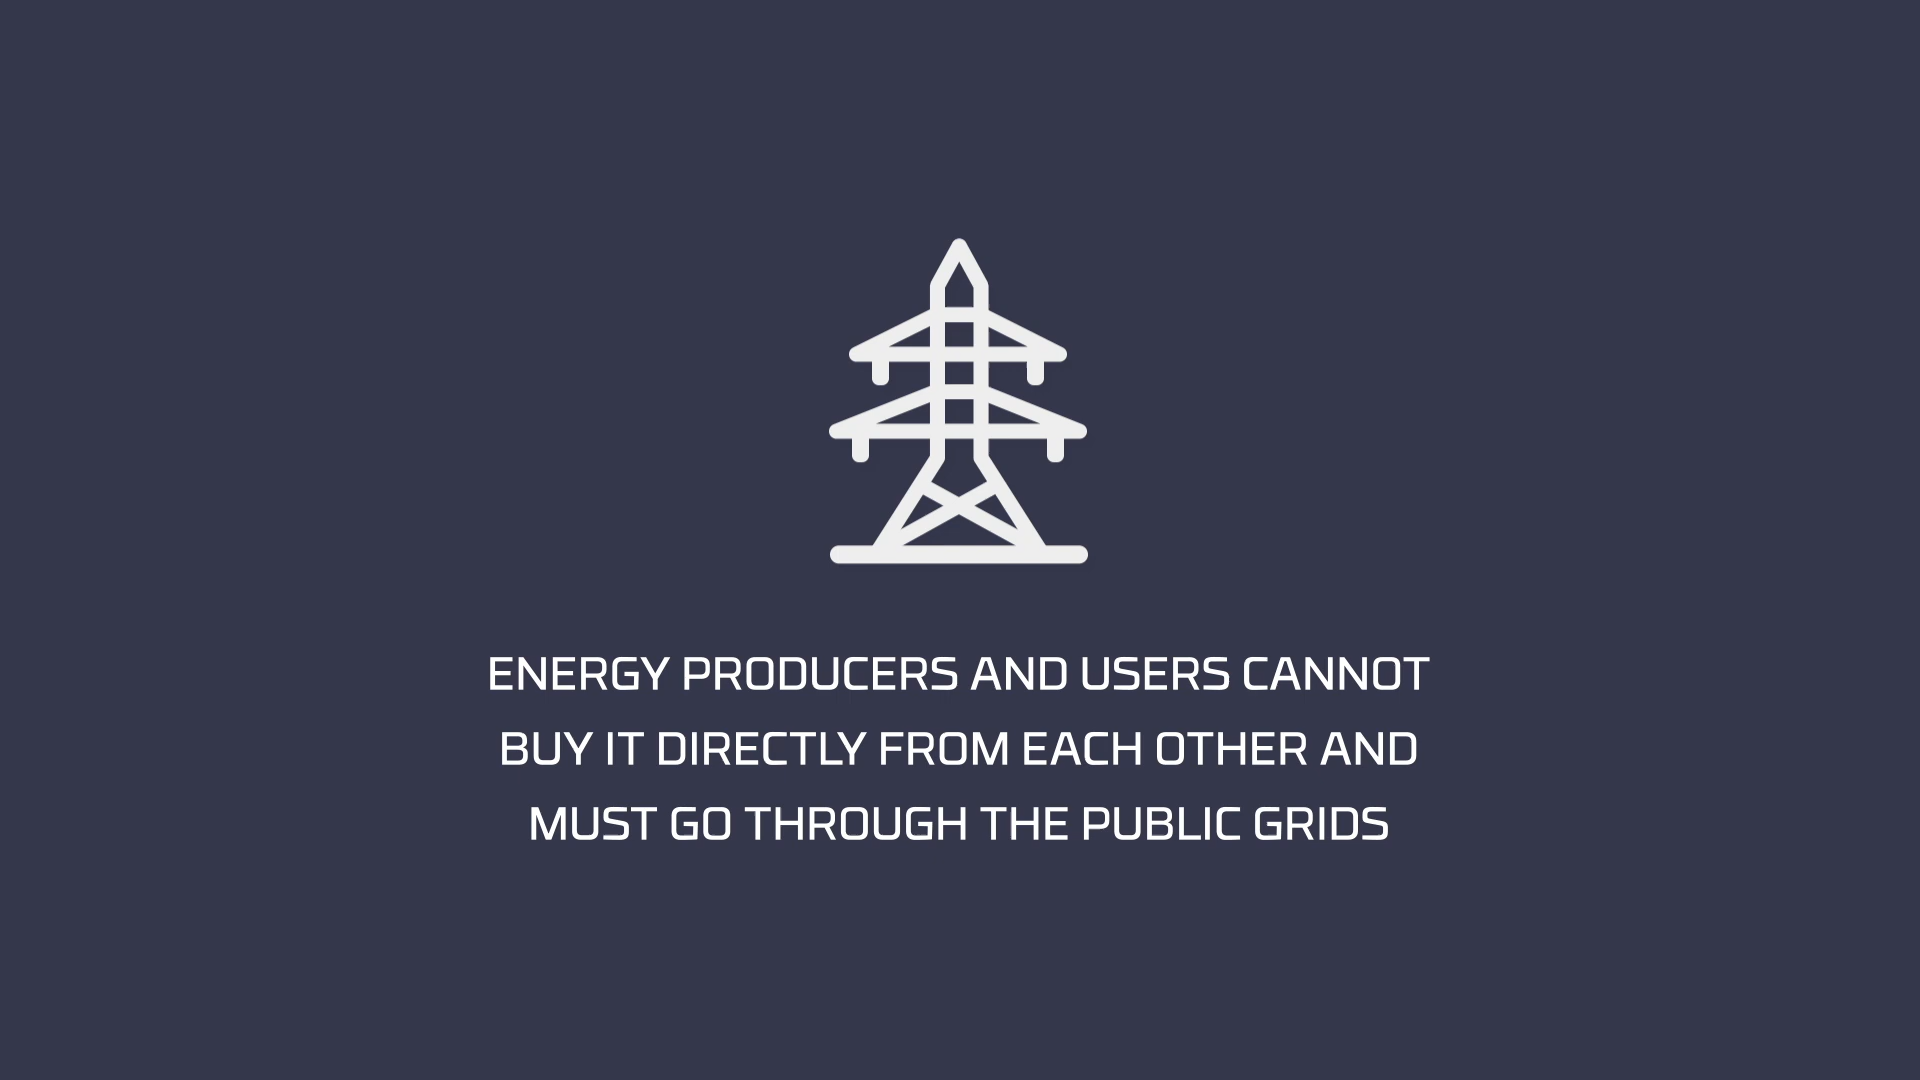 ENERGY PRODUCERS AND USERS CANNOT
BUY IT DIRECTLY FROM EACH OTHER AND
MUST GO THROUGH THE PUBLIC GRIDS